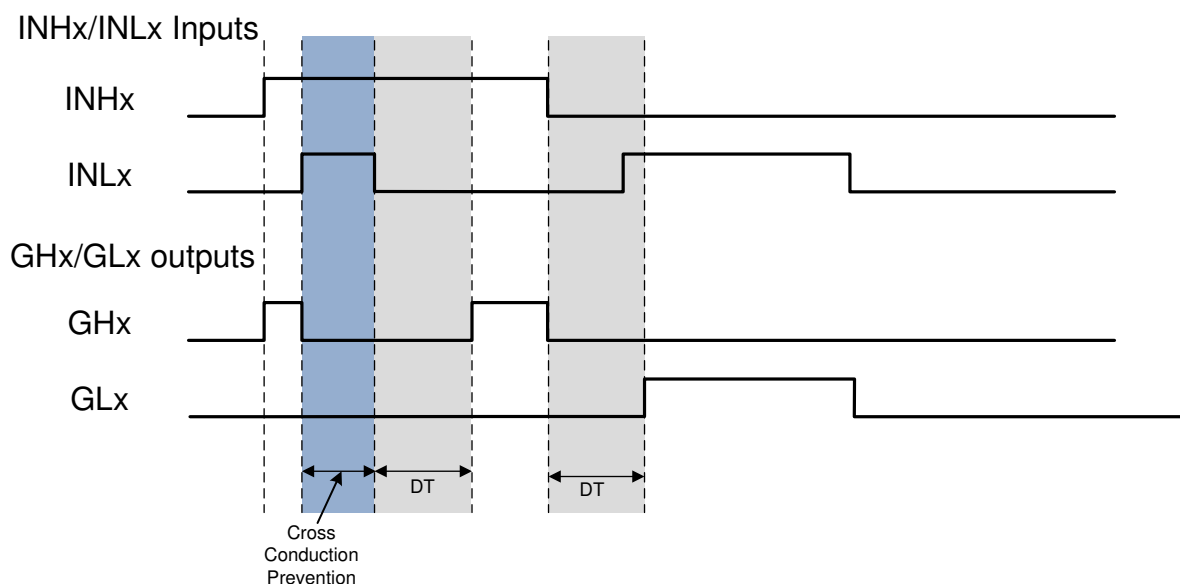 INHx/INLx Inputs
INHx
INLx
GHx/GLx outputs
GHx
GLx
DT
DT
Cross
Conduction
Prevention